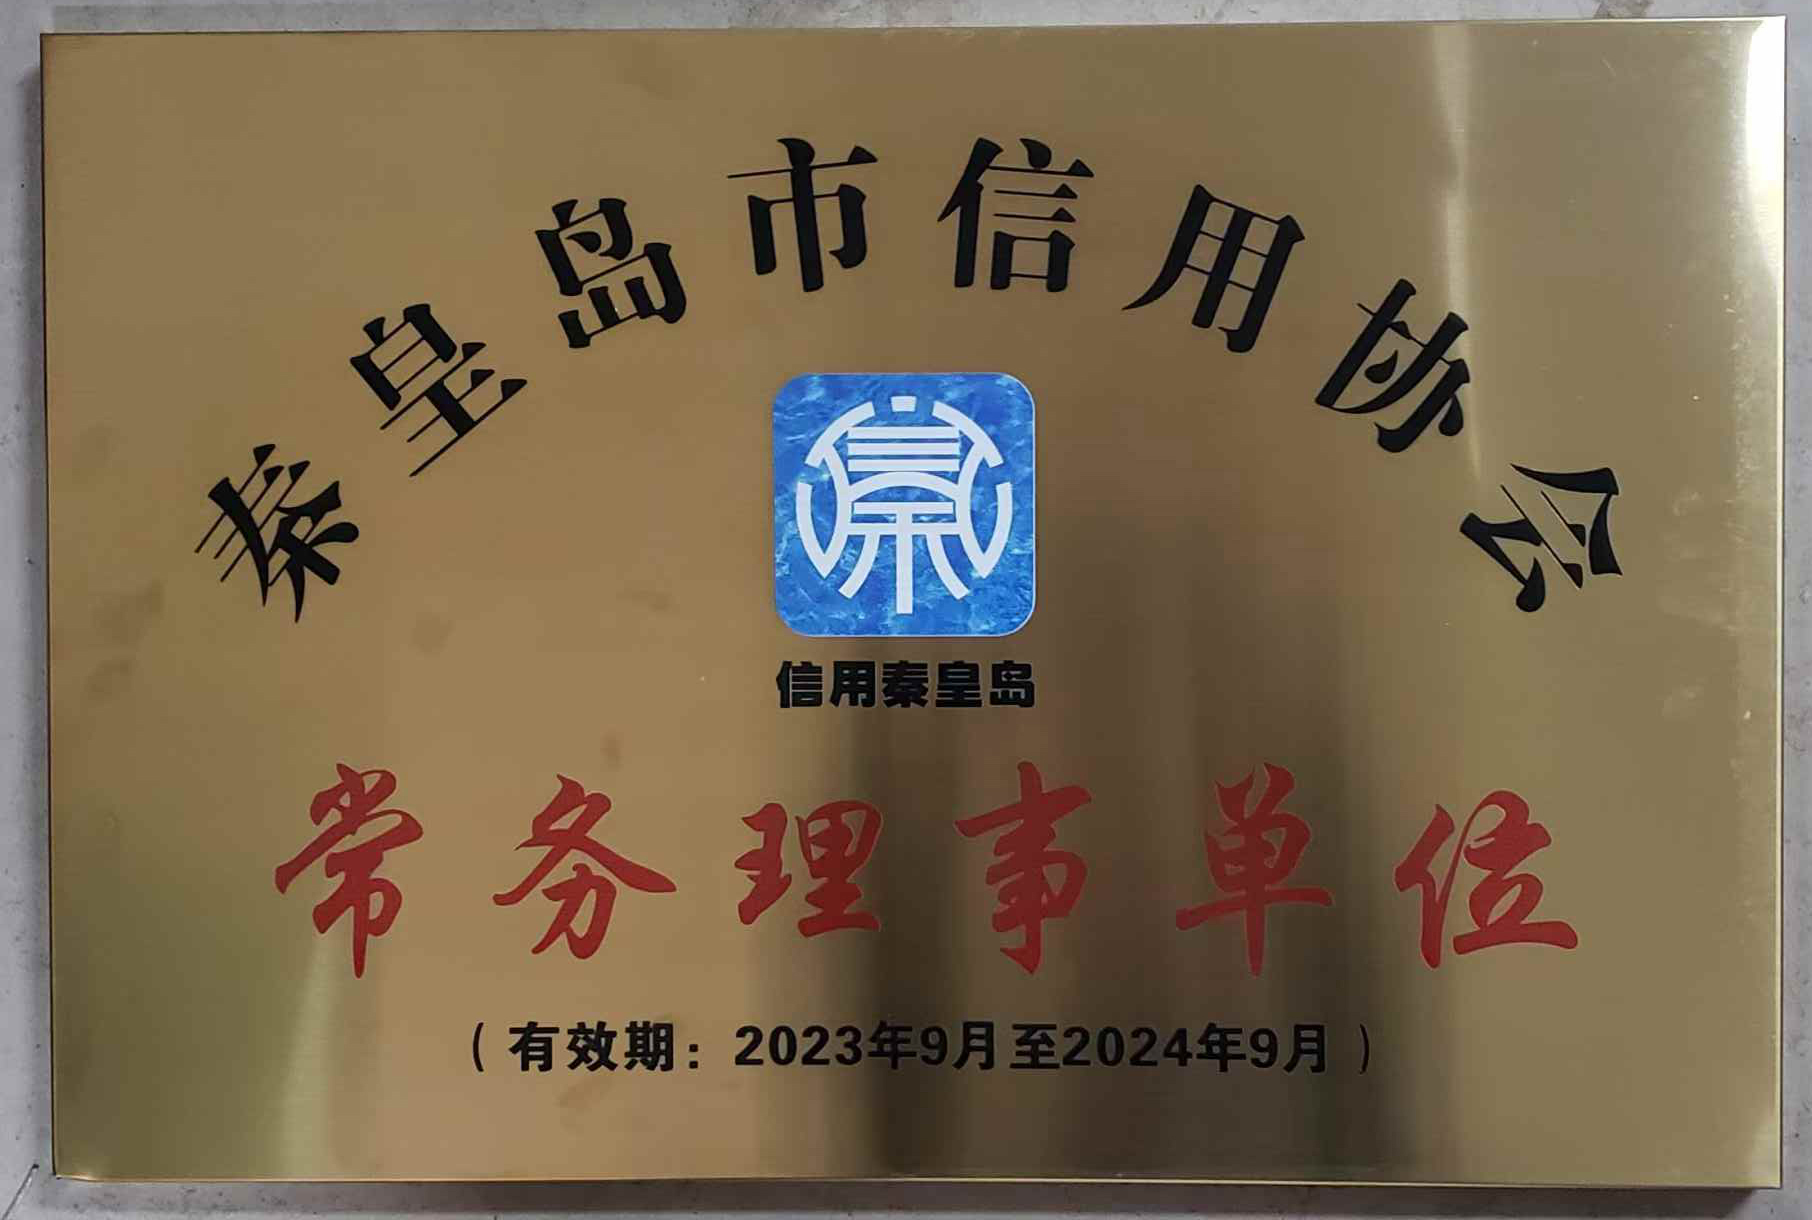 秦皇岛市信用协会
信用秦皇岛
常务理事单位
（有效期：2023年9月至2024年9月）